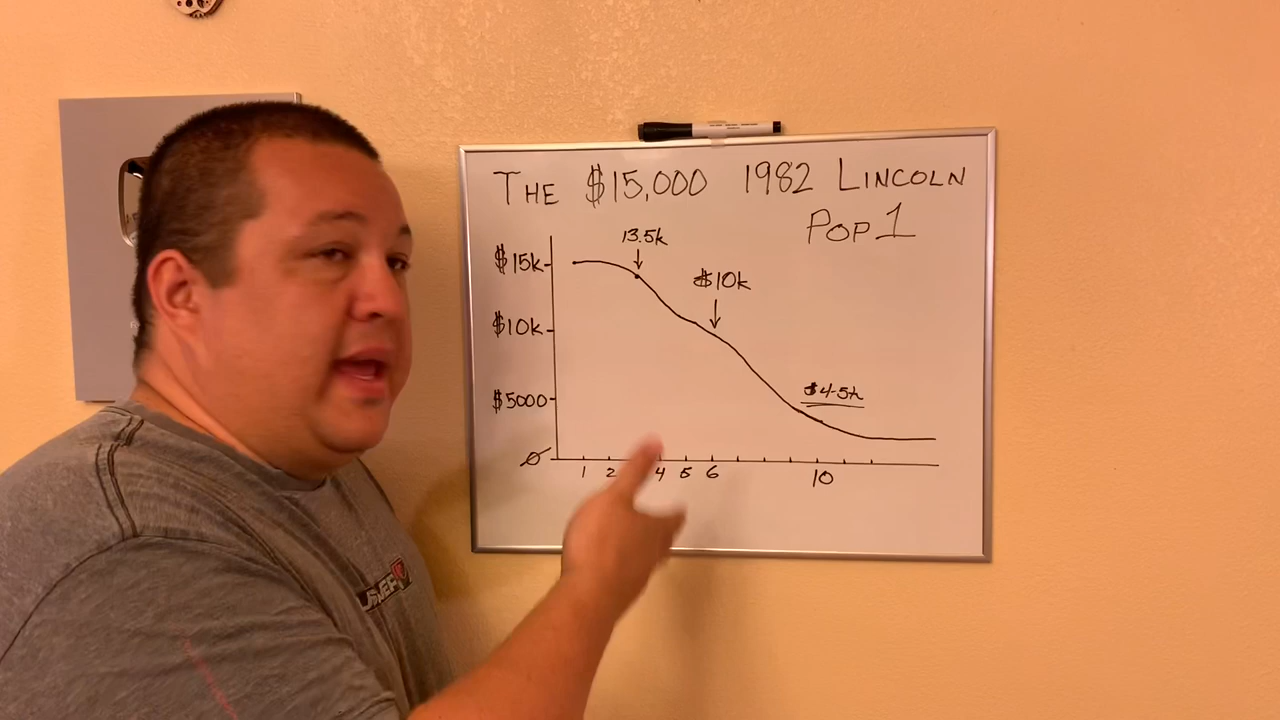 THE $15,000 1982 LINCOLN
POP 1
13.5k
$15k
$10k
$10k
$4.5k
$5000
Ø
1 2 4 5 6 10